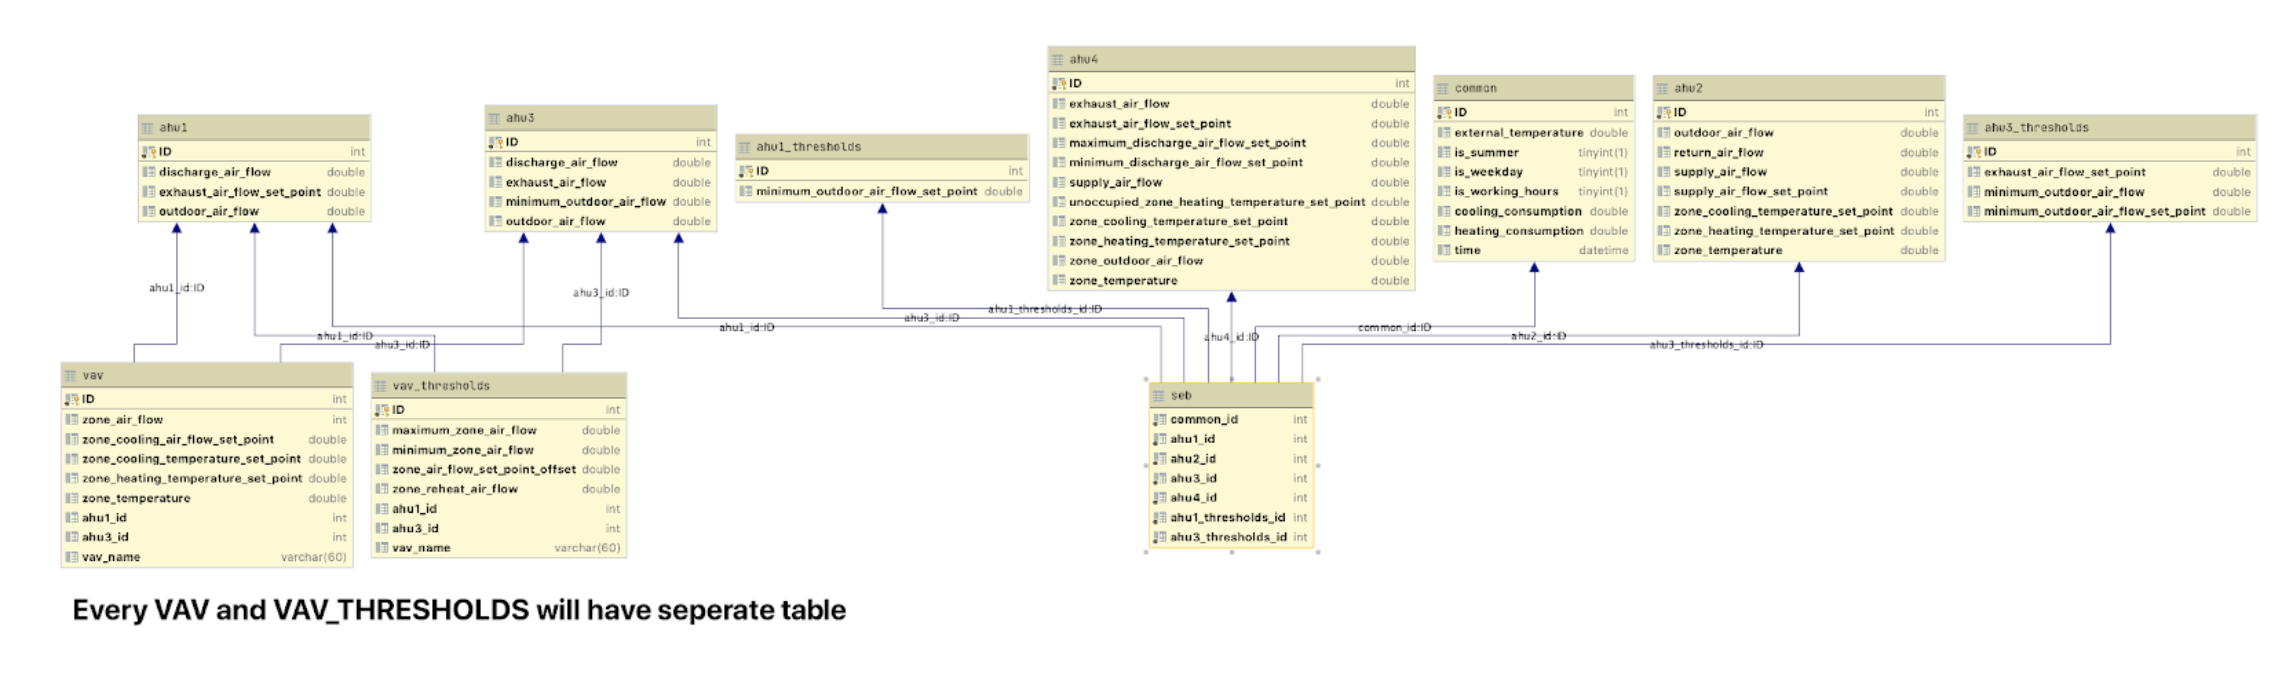 ahu1
ID int
discharge_air_flow double
exhaust_air_flow_set_point double
outdoor_air_flow double
ahu3
ID int
discharge_air_flow double
exhaust_air_flow double
minimum_outdoor_air_flow double
outdoor_air_flow double
ahu1_thresholds
ID int
minimum_outdoor_air_flow_set_point double
ahu4
ID int
exhaust_air_flow double
exhaust_air_flow_set_point double
maximum_discharge_air_flow_set_point double
minimum_discharge_air_flow_set_point double
supply_air_flow double
unoccupied_zone_heating_temperature_set_point double
zone_cooling_temperature_set_point double
zone_heating_temperature_set_point double
zone_outdoor_air_flow double
zone_temperature double
common
ID int
external_temperature double
is_summer tinyint(1)
is_weekday tinyint(1)
is_working_hours tinyint(1)
cooling_consumption double
heating_consumption double
time datetime
ahu2
ID int
outdoor_air_flow double
return_air_flow double
supply_air_flow double
supply_air_flow_set_point double
zone_cooling_temperature_set_point double
zone_heating_temperature_set_point double
zone_temperature double
ahu3_thresholds
ID int
exhaust_air_flow_set_point double
minimum_outdoor_air_flow double
minimum_outdoor_air_flow_set_point double
ahu1_id:ID
ahu3_id:ID
ahu1_id:ID
ahu3_id:ID
ahu1_id:ID
ahu3_id:ID
ahu1_thresholds_id:ID
ahu4_id:ID
common_id:ID
ahu2_id:ID
ahu3_thresholds_id:ID
vav
ID int
zone_air_flow int
zone_cooling_air_flow_set_point double
zone_cooling_temperature_set_point double
zone_heating_temperature_set_point double
zone_temperature double
ahu1_id int
ahu3_id int
vav_name varchar(60)
vav_thresholds
ID int
maximum_zone_air_flow double
minimum_zone_air_flow double
zone_air_flow_set_point_offset double
zone_reheat_air_flow double
ahu1_id int
ahu3_id int
vav_name varchar(60)
seb
common_id int
ahu1_id int
ahu2_id int
ahu3_id int
ahu4_id int
ahu1_thresholds_id int
ahu3_thresholds_id int
Every VAV and VAV_THRESHOLDS will have seperate table